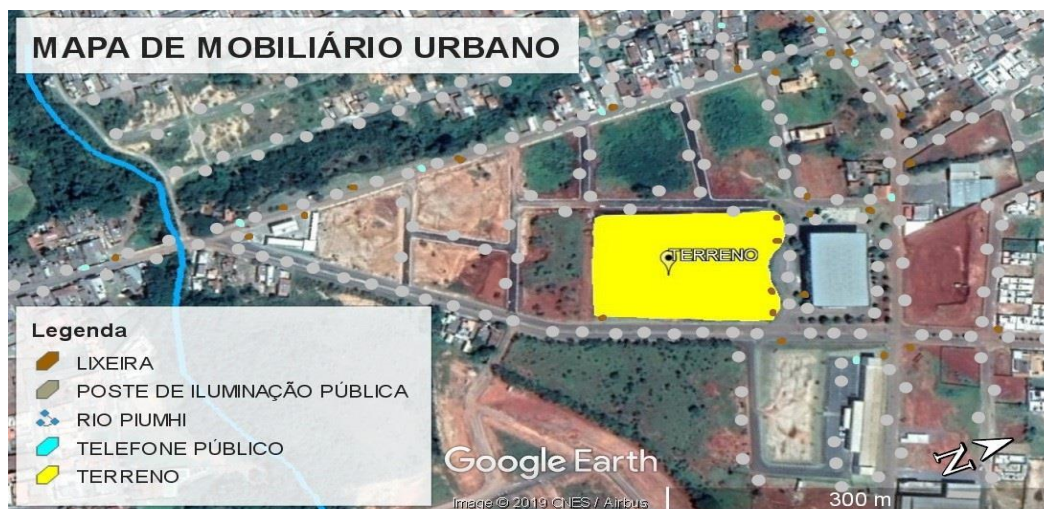 MAPA DE MOBILIÁRIO URBANO
TERRENO
Legenda
LIXEIRA
POSTE DE ILUMINAÇÃO PÚBLICA
RIO PIUMHI
TELEFONE PÚBLICO
TERRENO
Google Earth
Image © 2019 CNES / Airbus
300 m
N